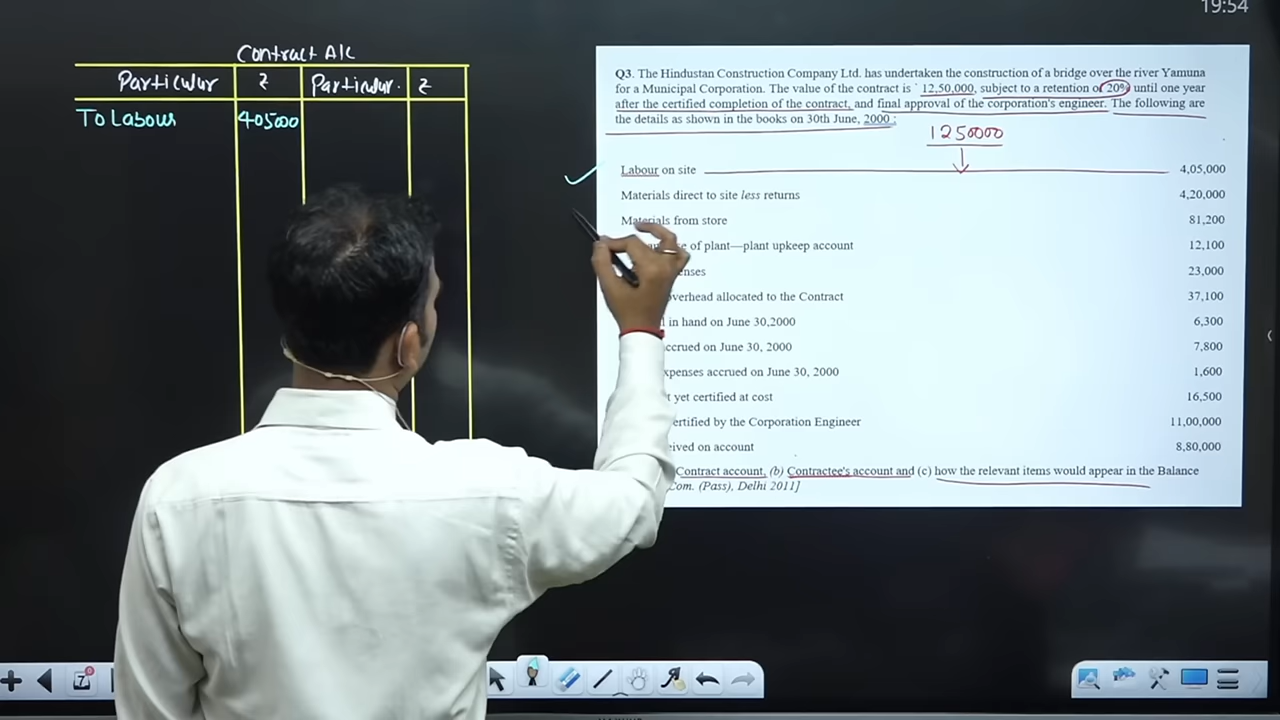 19:54
Contract A/C
Particular ₹ Particular. ₹
To Labour 405000
Q3. The Hindustan Construction Company Ltd. has undertaken the construction of a bridge over the river Yamuna
for a Municipal Corporation. The value of the contract is ` 12,50,000, subject to a retention of 20% until one year
after the certified completion of the contract, and final approval of the corporation's engineer. The following are
the details as shown in the books on 30th June, 2000 :
1250000
Labour on site 4,05,000
Materials direct to site less returns 4,20,000
Materials from store 81,200
of plant—plant upkeep account 12,100
23,000
overhead allocated to the Contract 37,100
in hand on June 30,2000 6,300
accrued on June 30, 2000 7,800
expenses accrued on June 30, 2000 1,600
yet certified at cost 16,500
certified by the Corporation Engineer 11,00,000
on account 8,80,000
Contract account, (b) Contractee's account and (c) how the relevant items would appear in the Balance
Com. (Pass), Delhi 2011]